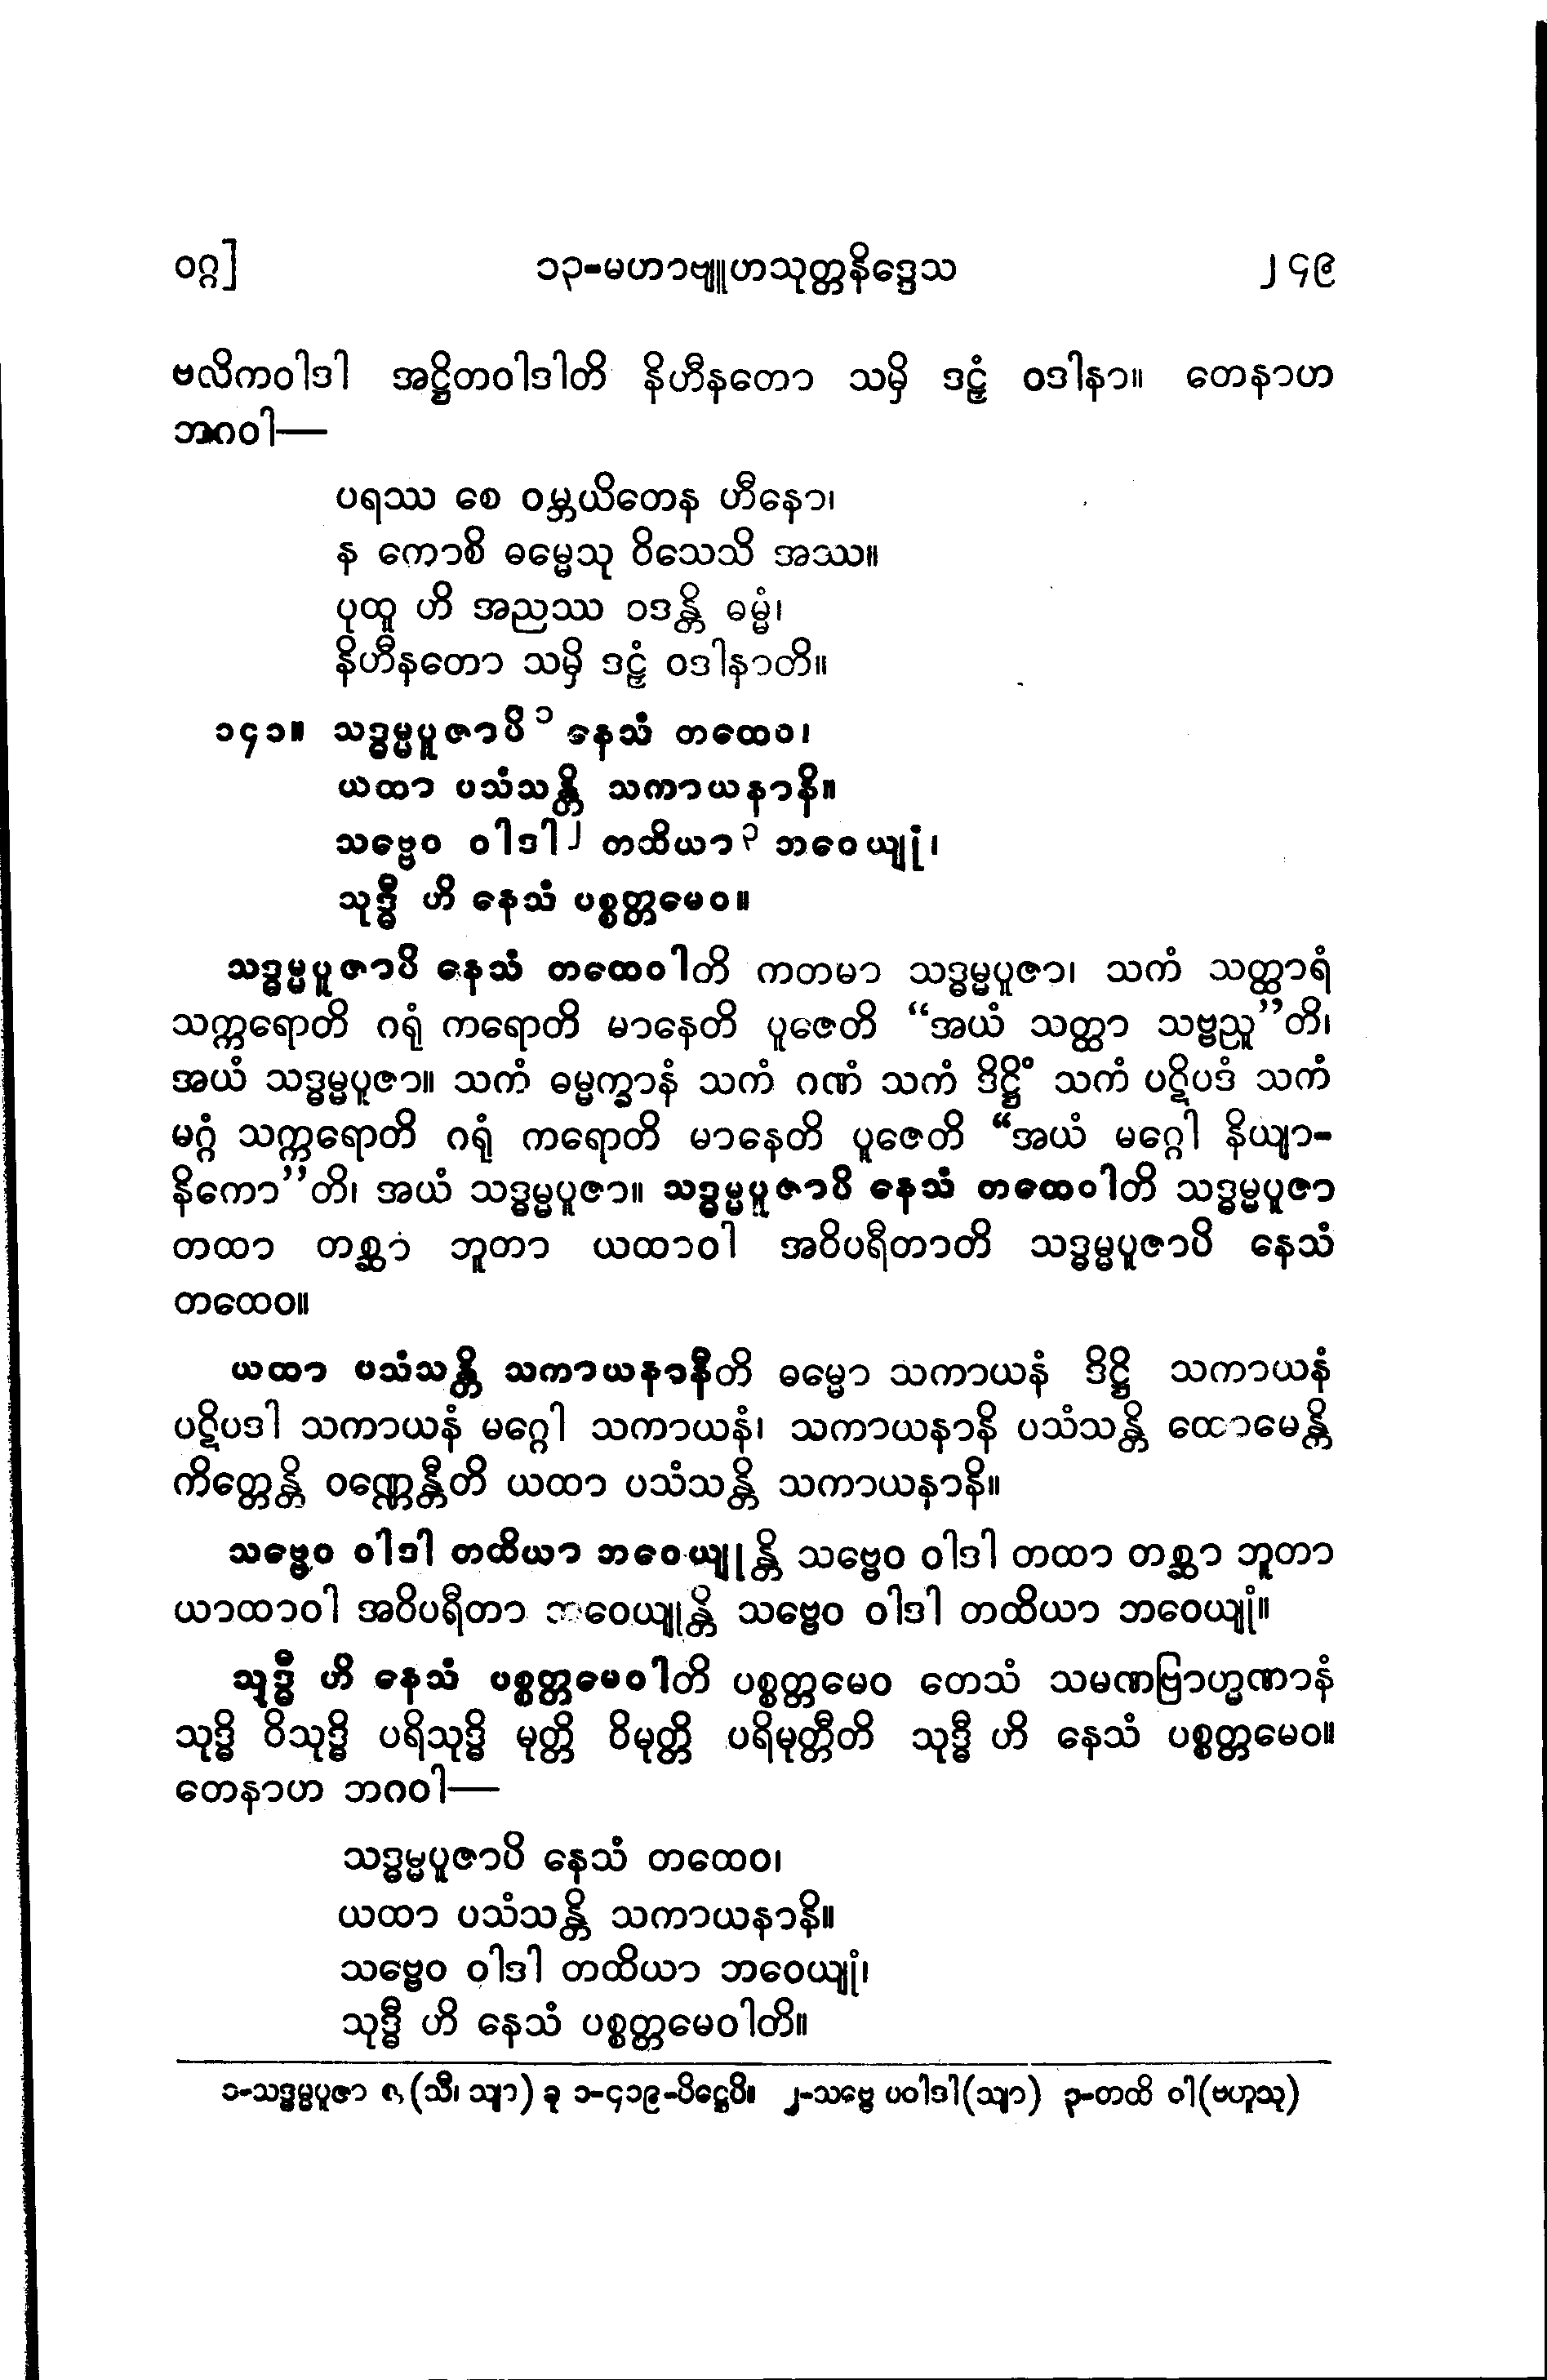 ဝဂ္ဂ] ၁၃-မဟာဗျူဟသုတ္တနိဒ္ဒေသ ၂၄၉
ဗလိကဝါဒါ အဋ္ဌိတဝါဒါတိ နိဟီနတော သမှိ ဒဠှံ ဝဒါနာ။ တေနာဟ
ဘဂဝါ—
ပရဿ စေ ဝမ္ဘယိတေန ဟီနော၊
န ကောစိ ဓမ္မေသု ဝိသေသိ အဿ။
ပုထူ ဟိ အညဿ ဝဒန္တိ ဓမ္မံ၊
နိဟီနတော သမှိ ဒဠှံ ဝဒါနာတိ။
၁၄၁။ သဒ္ဓမ္မပူဇာပိ၁ နေသံ တထေဝ၊
ယထာ ပသံသန္တိ သကာယနာနိ။
သဗ္ဗေဝ ဝါဒါ၂ တထိယာ၃ ဘဝေယျုံ၊
သုဒ္ဓီ ဟိ နေသံ ပစ္စတ္တမေဝ။
သဒ္ဓမ္မပူဇာပိ နေသံ တထေဝါတိ ကတမာ သဒ္ဓမ္မပူဇာ၊ သကံ သတ္ထာရံ
သက္ကရောတိ ဂရုံ ကရောတိ မာနေတိ ပူဇေတိ “အယံ သတ္ထာ သဗ္ဗညူ”တိ၊
အယံ သဒ္ဓမ္မပူဇာ။ သကံ ဓမ္မက္ခာနံ သကံ ဂဏံ သကံ ဒိဋ္ဌိံ သကံ ပဋိပဒံ သကံ
မဂ္ဂံ သက္ကရောတိ ဂရုံ ကရောတိ မာနေတိ ပူဇေတိ “အယံ မဂ္ဂေါ နိယျာ-
နိကော”တိ၊ အယံ သဒ္ဓမ္မပူဇာ။ သဒ္ဓမ္မပူဇာပိ နေသံ တထေဝါတိ သဒ္ဓမ္မပူဇာ
တထာ တစ္ဆာ ဘူတာ ယထာဝါ အဝိပရီတာတိ သဒ္ဓမ္မပူဇာပိ နေသံ
တထေဝ။
ယထာ ပသံသန္တိ သကာယနာနီတိ ဓမ္မော သကာယနံ ဒိဋ္ဌိ သကာယနံ
ပဋိပဒါ သကာယနံ မဂ္ဂေါ သကာယနံ၊ သကာယနာနိ ပသံသန္တိ ထောမေန္တိ
ကိတ္တေန္တိ ဝဏ္ဏေန္တီတိ ယထာ ပသံသန္တိ သကာယနာနိ။
သဗ္ဗေဝ ဝါဒါ တထိယာ ဘဝေယျုန္တိ သဗ္ဗေဝ ဝါဒါ တထာ တစ္ဆာ ဘူတာ
ယာထာဝါ အဝိပရီတာ ဘဝေယျုန္တိ သဗ္ဗေဝ ဝါဒါ တထိယာ ဘဝေယျုံ။
သုဒ္ဓီ ဟိ နေသံ ပစ္စတ္တမေဝါတိ ပစ္စတ္တမေဝ တေသံ သမဏဗြာဟ္မဏာနံ
သုဒ္ဓိ ဝိသုဒ္ဓိ ပရိသုဒ္ဓိ မုတ္တိ ဝိမုတ္တိ ပရိမုတ္တီတိ သုဒ္ဓီ ဟိ နေသံ ပစ္စတ္တမေဝ။
တေနာဟ ဘဂဝါ—
သဒ္ဓမ္မပူဇာပိ နေသံ တထေဝ၊
ယထာ ပသံသန္တိ သကာယနာနိ။
သဗ္ဗေဝ ဝါဒါ တထိယာ ဘဝေယျုံ၊
သုဒ္ဓီ ဟိ နေသံ ပစ္စတ္တမေဝါတိ။
၁-သဒ္ဓမ္မပူဇာ (သီ၊ သျာ) ခု ၁-၄၁၉-ပိဋ္ဌေပိ။ ၂-သဗ္ဗေ ပဝါဒါ(သျာ) ၃-တထိ ဝါ(ဗဟူသု)